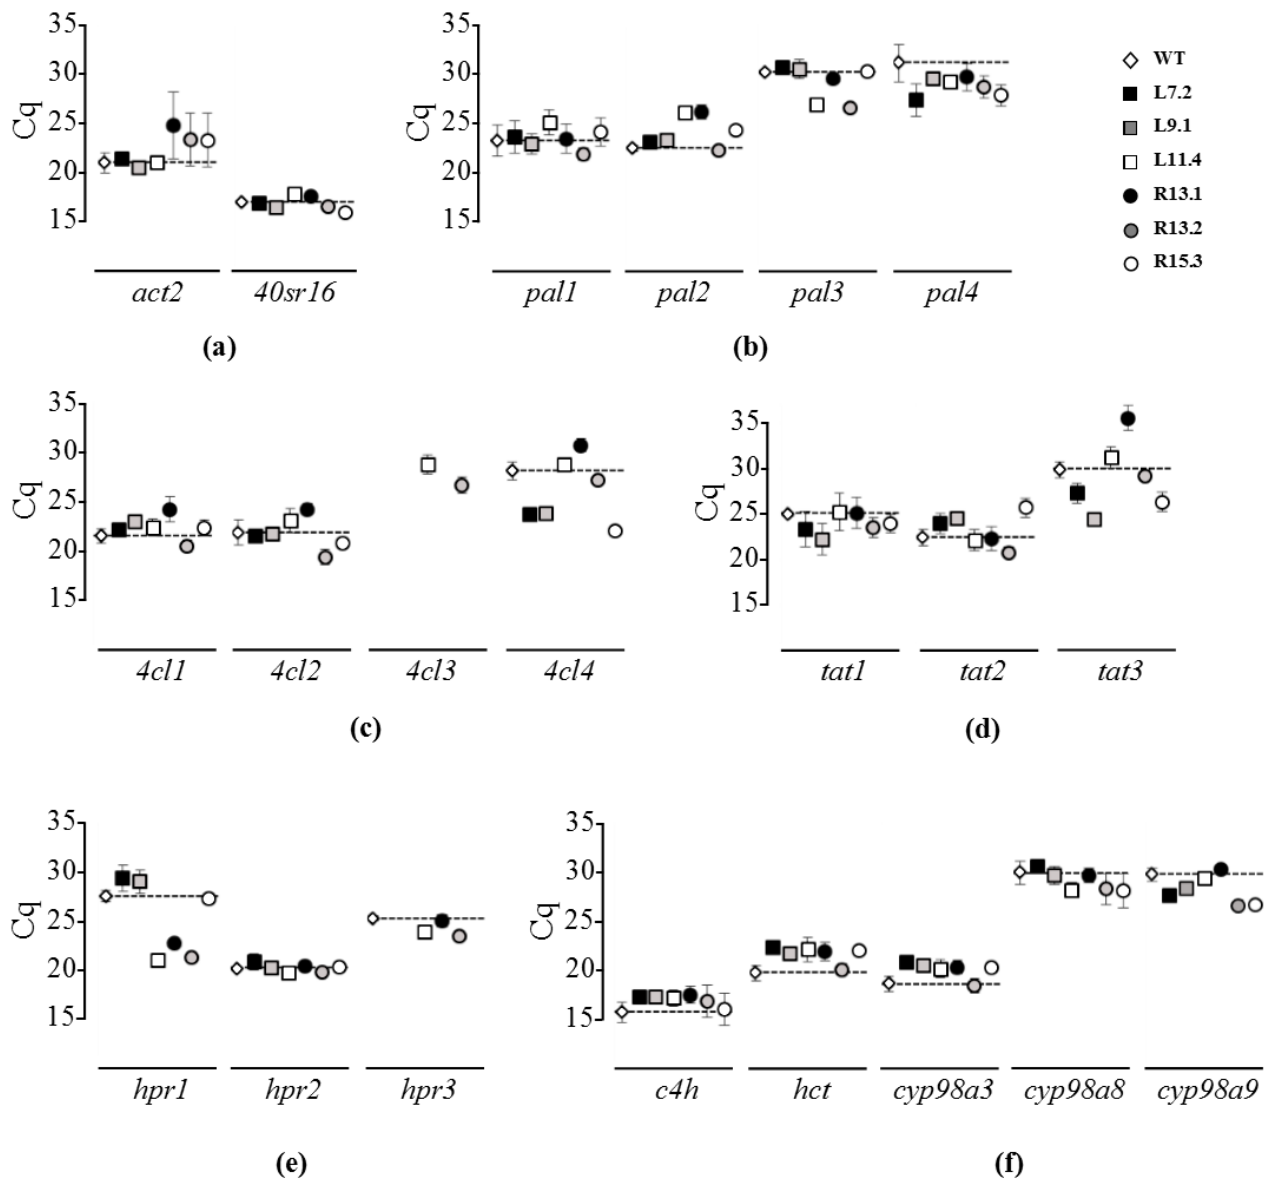 35
30
25
20
15
Cq
act2
40sr16
(a)
35
30
25
20
15
Cq
pal1
pal2
pal3
pal4
(b)
WT
L7.2
L9.1
L11.4
R13.1
R13.2
R15.3
35
30
25
20
15
Cq
4cl1
4cl2
4cl3
4cl4
(c)
35
30
25
20
15
Cq
tat1
tat2
tat3
(d)
35
30
25
20
15
Cq
hpr1
hpr2
hpr3
(e)
35
30
25
20
15
Cq
c4h
hct
cyp98a3
cyp98a8
cyp98a9
(f)